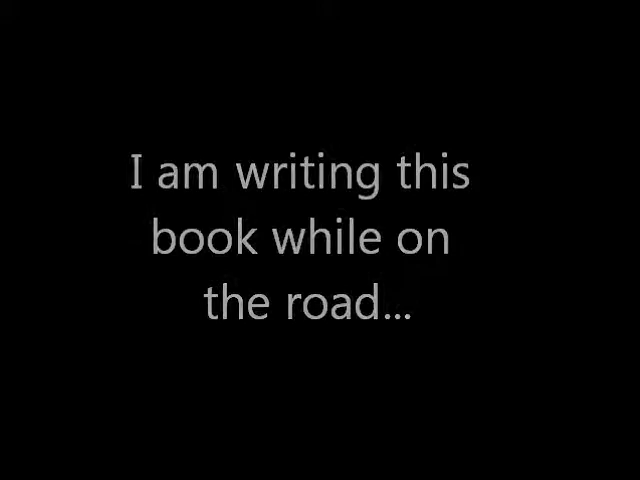 I am writing this
book while on
the road...